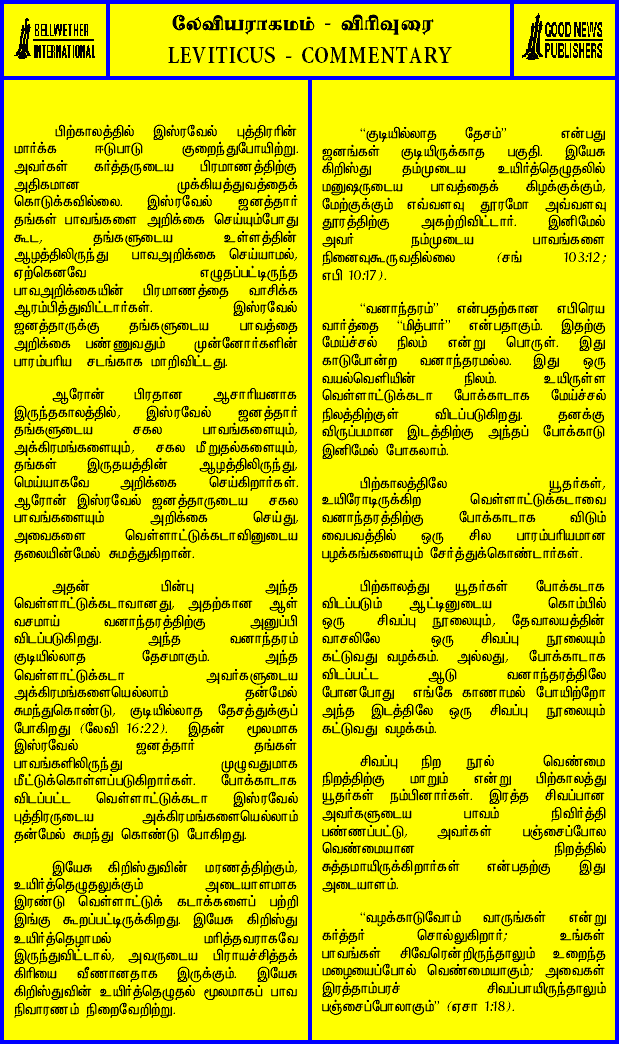 BELLWETHER
INTERNATIONAL
லேவியராகமம் - விரிவுரை
LEVITICUS - COMMENTARY
GOOD NEWS
PUBLISHERS
பிற்காலத்தில் இஸ்ரவேல் புத்திரரின்
மார்க்க ஈடுபாடு குறைந்துபோயிற்று.
அவர்கள் கர்த்தருடைய பிரமாணத்திற்கு
அதிகமான முக்கியத்துவத்தைக்
கொடுக்கவில்லை. இஸ்ரவேல் ஜனத்தார்
தங்கள் பாவங்களை அறிக்கை செய்யும்போது
கூட, தங்களுடைய உள்ளத்தின்
ஆழத்திலிருந்து பாவஅறிக்கை செய்யாமல்,
ஏற்கெனவே எழுதப்பட்டிருந்த
பாவஅறிக்கையின் பிரமாணத்தை வாசிக்க
ஆரம்பித்துவிட்டார்கள். இஸ்ரவேல்
ஜனத்தாருக்கு தங்களுடைய பாவத்தை
அறிக்கை பண்ணுவதும் முன்னோர்களின்
பாரம்பரிய சடங்காக மாறிவிட்டது.
ஆரோன் பிரதான ஆசாரியனாக
இருந்தகாலத்தில், இஸ்ரவேல் ஜனத்தார்
தங்களுடைய சகல பாவங்களையும்,
அக்கிரமங்களையும், சகல மீறுதல்களையும்,
தங்கள் இருதயத்தின் ஆழத்திலிருந்து,
மெய்யாகவே அறிக்கை செய்கிறார்கள்.
ஆரோன் இஸ்ரவேல் ஜனத்தாருடைய சகல
பாவங்களையும் அறிக்கை செய்து,
அவைகளை வெள்ளாட்டுக்கடாவினுடைய
தலையின்மேல் சுமத்துகிறான்.
அதன் பின்பு அந்த
வெள்ளாட்டுக்கடாவானது, அதற்கான ஆள்
வசமாய் வனாந்தரத்திற்கு அனுப்பி
விடப்படுகிறது. அந்த வனாந்தரம்
குடியில்லாத தேசமாகும். அந்த
வெள்ளாட்டுக்கடா அவர்களுடைய
அக்கிரமங்களையெல்லாம் தன்மேல்
சுமந்துகொண்டு, குடியில்லாத தேசத்துக்குப்
போகிறது (லேவி 16:22). இதன் மூலமாக
இஸ்ரவேல் ஜனத்தார் தங்கள்
பாவங்களிலிருந்து முழுவதுமாக
மீட்டுக்கொள்ளப்படுகிறார்கள். போக்காடாக
விடப்பட்ட வெள்ளாட்டுக்கடா இஸ்ரவேல்
புத்திரருடைய அக்கிரமங்களையெல்லாம்
தன்மேல் சுமந்து கொண்டு போகிறது.
இயேசு கிறிஸ்துவின் மரணத்திற்கும்,
உயிர்த்தெழுதலுக்கும் அடையாளமாக
இரண்டு வெள்ளாட்டுக் கடாக்களைப் பற்றி
இங்கு கூறப்பட்டிருக்கிறது. இயேசு கிறிஸ்து
உயிர்த்தெழாமல் மரித்தவராகவே
இருந்துவிட்டால், அவருடைய பிராயச்சித்தக்
கிரியை வீணானதாக இருக்கும். இயேசு
கிறிஸ்துவின் உயிர்த்தெழுதல் மூலமாகப் பாவ
நிவாரணம் நிறைவேறிற்று.
“குடியில்லாத தேசம்” என்பது
ஜனங்கள் குடியிருக்காத பகுதி. இயேசு
கிறிஸ்து தம்முடைய உயிர்த்தெழுதலில்
மனுஷருடைய பாவத்தைக் கிழக்குக்கும்,
மேற்குக்கும் எவ்வளவு தூரமோ அவ்வளவு
தூரத்திற்கு அகற்றிவிட்டார். இனிமேல்
அவர் நம்முடைய பாவங்களை
நினைவுகூருவதில்லை (சங் 103:12;
எபி 10:17).
“வனாந்தரம்” என்பதற்கான எபிரெய
வார்த்தை “மித்பார்” என்பதாகும். இதற்கு
மேய்ச்சல் நிலம் என்று பொருள். இது
காடுபோன்ற வனாந்தரமல்ல. இது ஒரு
வயல்வெளியின் நிலம். உயிருள்ள
வெள்ளாட்டுக்கடா போக்காடாக மேய்ச்சல்
நிலத்திற்குள் விடப்படுகிறது. தனக்கு
விருப்பமான இடத்திற்கு அந்தப் போக்காடு
இனிமேல் போகலாம்.
பிற்காலத்திலே யூதர்கள்,
உயிரோடிருக்கிற வெள்ளாட்டுக்கடாவை
வனாந்தரத்திற்கு போக்காடாக விடும்
வைபவத்தில் ஒரு சில பாரம்பரியமான
பழக்கங்களையும் சேர்த்துக்கொண்டார்கள்.
பிற்காலத்து யூதர்கள் போக்காடாக
விடப்படும் ஆட்டினுடைய கொம்பில்
ஒரு சிவப்பு நூலையும், தேவாலயத்தின்
வாசலிலே ஒரு சிவப்பு நூலையும்
கட்டுவது வழக்கம். அல்லது, போக்காடாக
விடப்பட்ட ஆடு வனாந்தரத்திலே
போனபோது எங்கே காணாமல் போயிற்றோ
அந்த இடத்திலே ஒரு சிவப்பு நூலையும்
கட்டுவது வழக்கம்.
சிவப்பு நிற நூல் வெண்மை
நிறத்திற்கு மாறும் என்று பிற்காலத்து
யூதர்கள் நம்பினார்கள். இரத்த சிவப்பான
அவர்களுடைய பாவம் நிவிர்த்தி
பண்ணப்பட்டு, அவர்கள் பஞ்சைப்போல
வெண்மையான நிறத்தில்
சுத்தமாயிருக்கிறார்கள் என்பதற்கு இது
அடையாளம்.
“வழக்காடுவோம் வாருங்கள் என்று
கர்த்தர் சொல்லுகிறார்; உங்கள்
பாவங்கள் சிவேரென்றிருந்தாலும் உறைந்த
மழையைப்போல் வெண்மையாகும்; அவைகள்
இரத்தாம்பரச் சிவப்பாயிருந்தாலும்
பஞ்சைப்போலாகும்” (ஏசா 1:18).